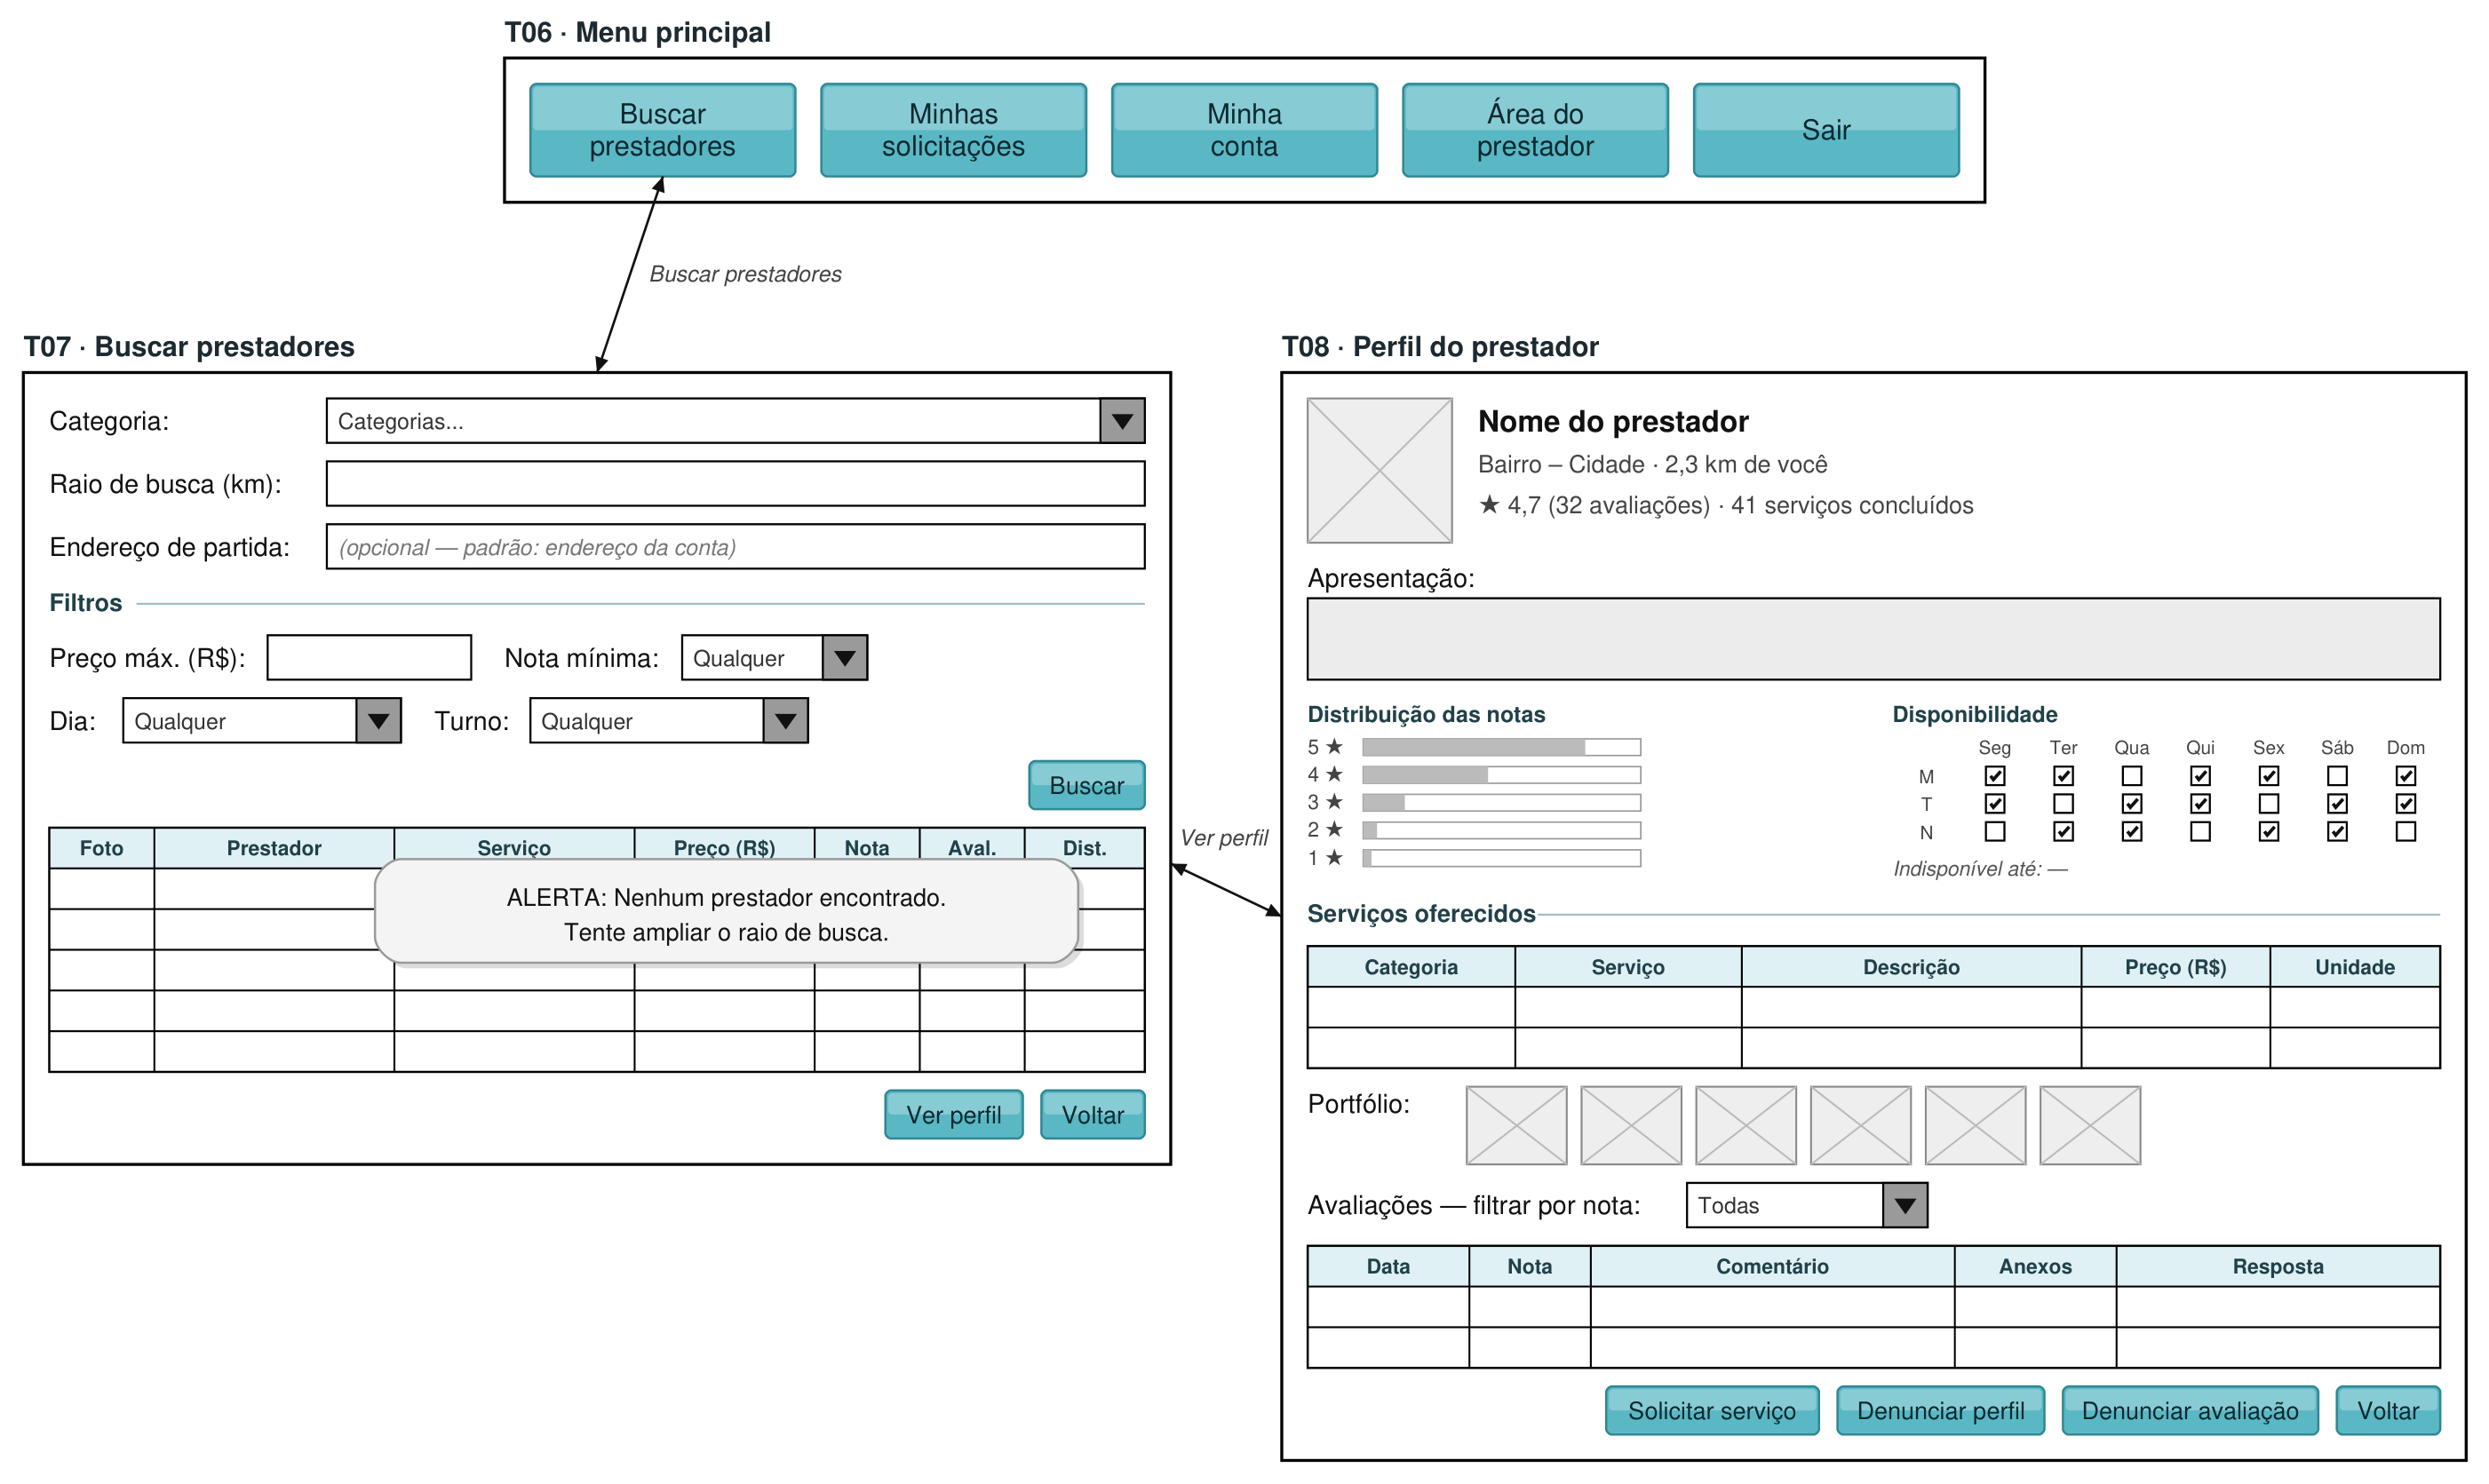 T06 · Menu principal
Buscar prestadores
Minhas solicitações
Minha conta
Área do prestador
Sair
Buscar prestadores
T07 · Buscar prestadores
Categoria: Categorias...
Raio de busca (km):
Endereço de partida: (opcional — padrão: endereço da conta)
Filtros
Preço máx. (R$): Nota mínima: Qualquer
Dia: Qualquer Turno: Qualquer
Buscar
Foto Prestador Serviço Preço (R$) Nota Aval. Dist.
ALERTA: Nenhum prestador encontrado.
Tente ampliar o raio de busca.
Ver perfil Voltar
Ver perfil
T08 · Perfil do prestador
Nome do prestador
Bairro – Cidade · 2,3 km de você
★ 4,7 (32 avaliações) · 41 serviços concluídos
Apresentação:
Distribuição das notas
5 ★
4 ★
3 ★
2 ★
1 ★
Disponibilidade
Seg Ter Qua Qui Sex Sáb Dom
M
T
N
Indisponível até: —
Serviços oferecidos
Categoria Serviço Descrição Preço (R$) Unidade
Portfólio:
Avaliações — filtrar por nota: Todas
Data Nota Comentário Anexos Resposta
Solicitar serviço Denunciar perfil Denunciar avaliação Voltar